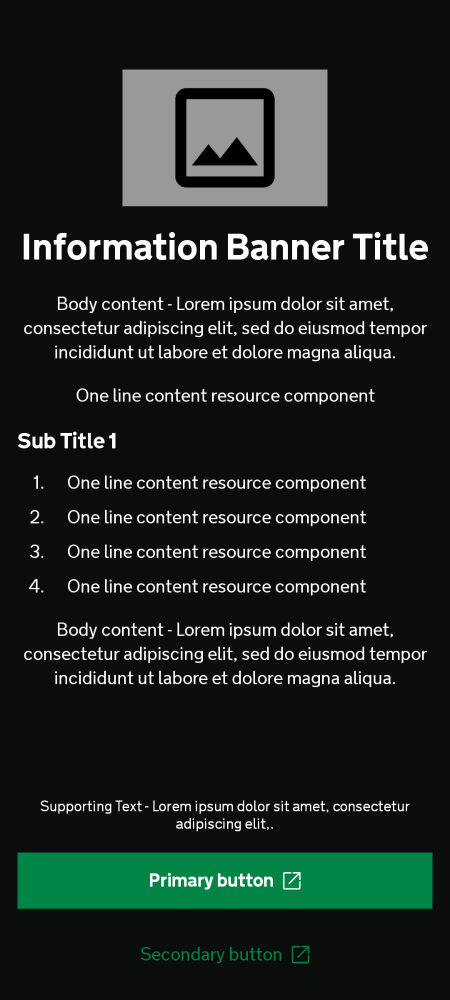 Information Banner Title
Body content - Lorem ipsum dolor sit amet,
consectetur adipiscing elit, sed do eiusmod tempor
incididunt ut labore et dolore magna aliqua.
One line content resource component
Sub Title 1
1. One line content resource component
2. One line content resource component
3. One line content resource component
4. One line content resource component
Body content - Lorem ipsum dolor sit amet,
consectetur adipiscing elit, sed do eiusmod tempor
incididunt ut labore et dolore magna aliqua.
Supporting Text - Lorem ipsum dolor sit amet, consectetur
adipiscing elit,.
Primary button
Secondary button